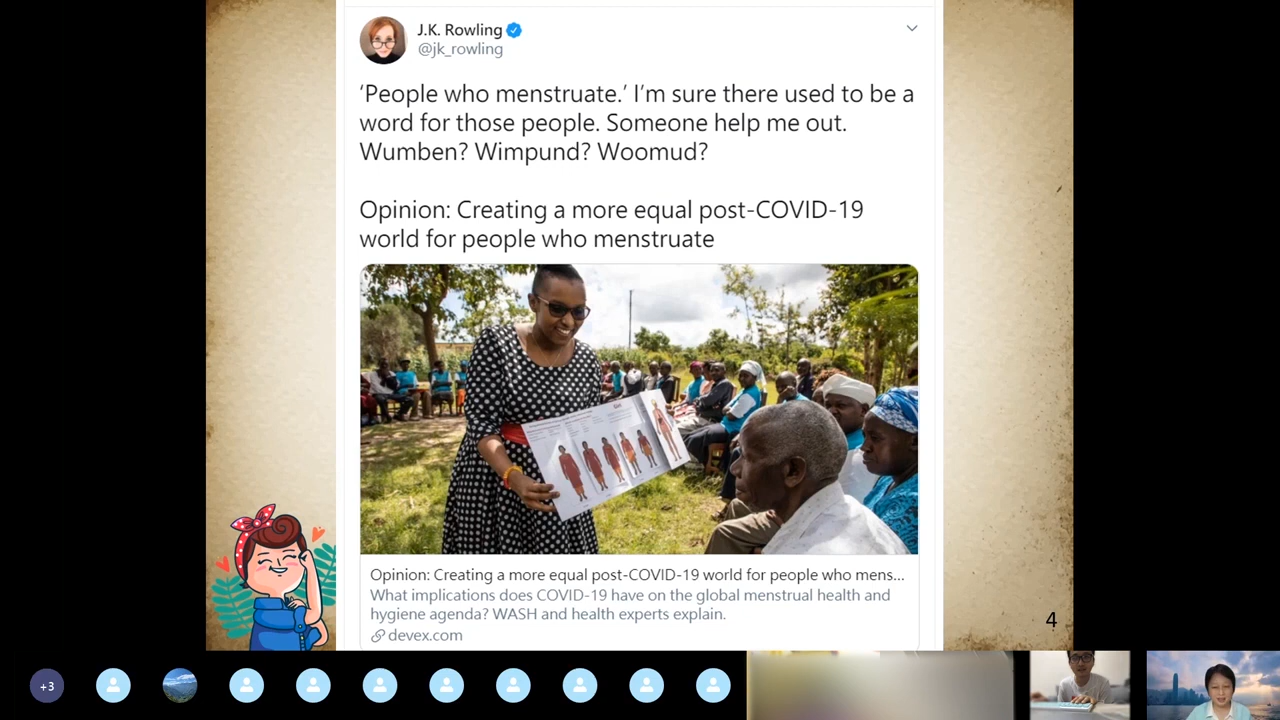 J.K. Rowling
@jk_rowling
‘People who menstruate.’ I’m sure there used to be a
word for those people. Someone help me out.
Wumben? Wimpund? Woomud?
Opinion: Creating a more equal post-COVID-19
world for people who menstruate
Opinion: Creating a more equal post-COVID-19 world for people who mens...
What implications does COVID-19 have on the global menstrual health and
hygiene agenda? WASH and health experts explain.
devex.com
4
+3